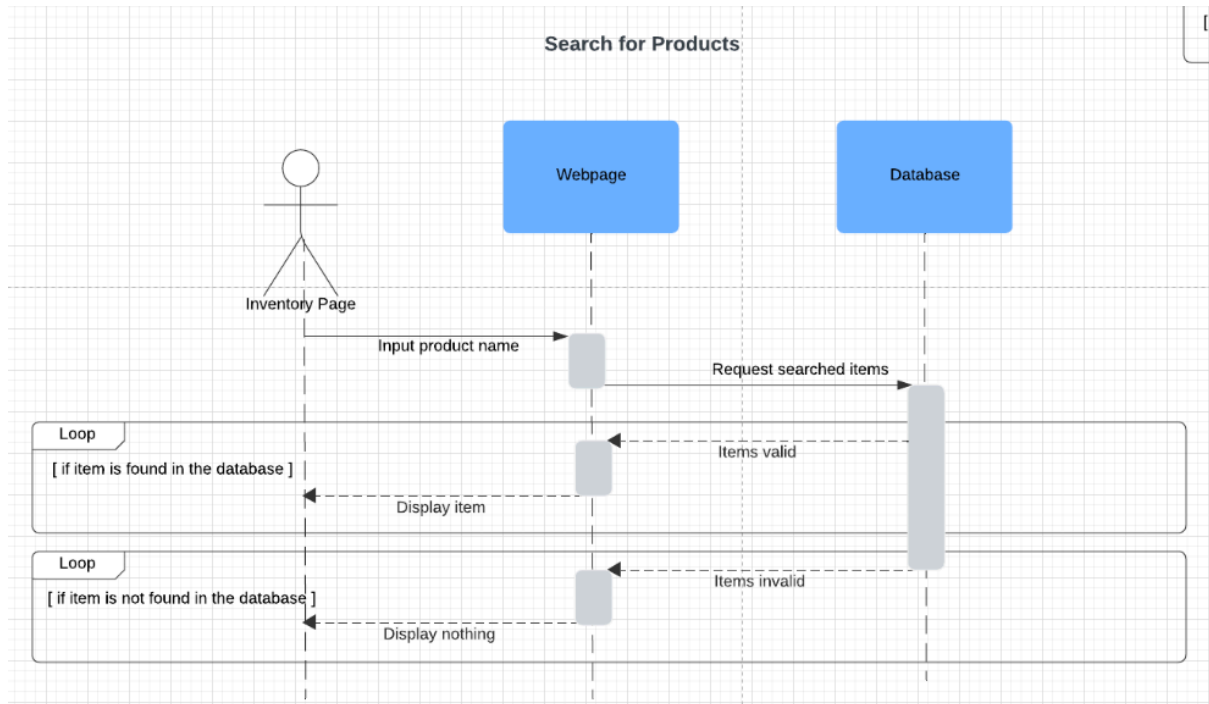 [
Search for Products
Webpage
Database
Inventory Page
Input product name
Request searched items
Loop
[ if item is found in the database ]
Items valid
Display item
Loop
[ if item is not found in the database ]
Items invalid
Display nothing